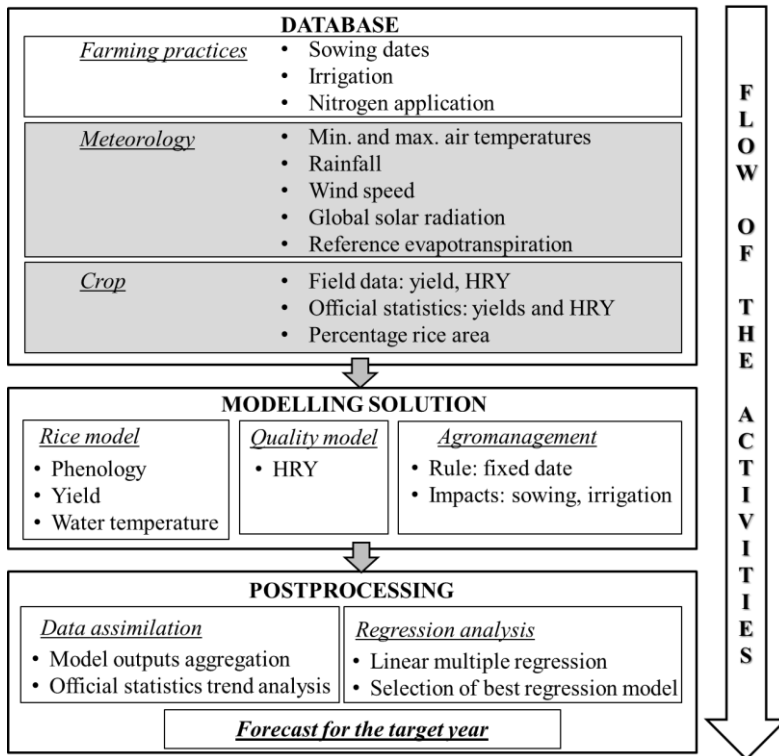 DATABASE
Farming practices
• Sowing dates
• Irrigation
• Nitrogen application
Meteorology
• Min. and max. air temperatures
• Rainfall
• Wind speed
• Global solar radiation
• Reference evapotranspiration
Crop
• Field data: yield, HRY
• Official statistics: yields and HRY
• Percentage rice area
MODELLING SOLUTION
Rice model
• Phenology
• Yield
• Water temperature
Quality model
• HRY
Agromanagement
• Rule: fixed date
• Impacts: sowing, irrigation
POSTPROCESSING
Data assimilation
• Model outputs aggregation
• Official statistics trend analysis
Regression analysis
• Linear multiple regression
• Selection of best regression model
Forecast for the target year
FLOW OF THE ACTIVITIES